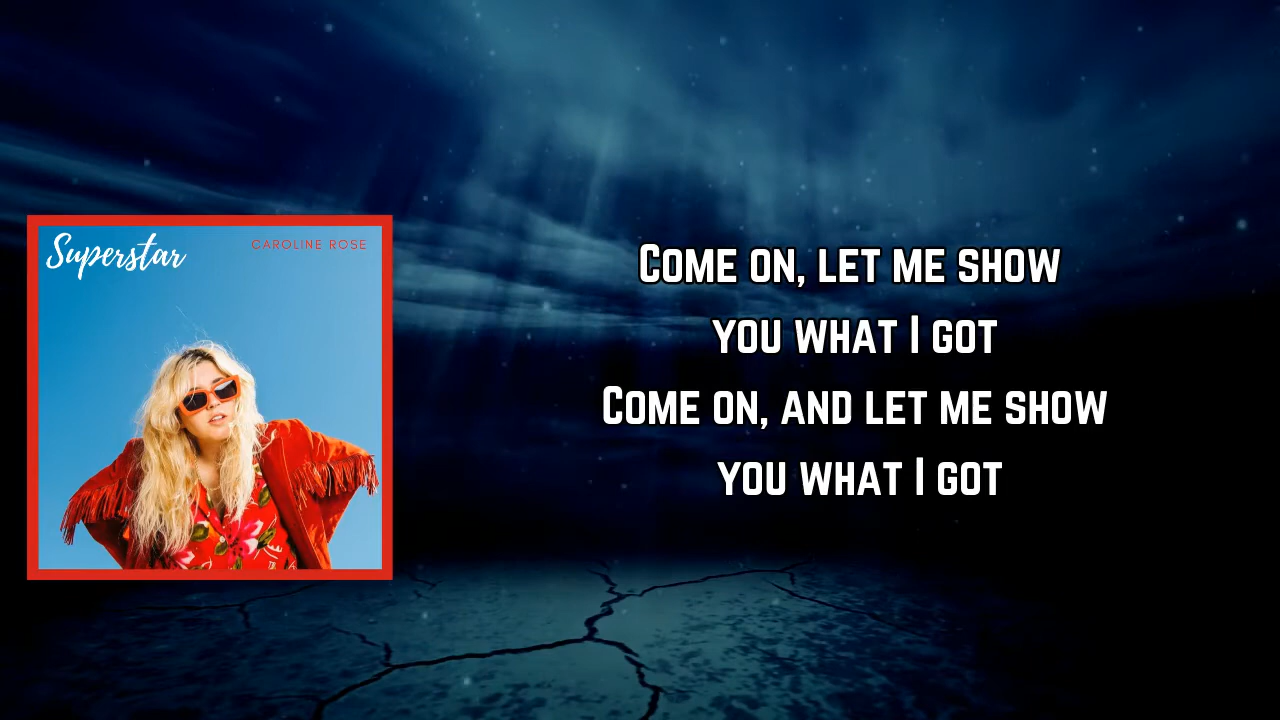 Superstar
CAROLINE ROSE
Come on, let me show
you what I got
Come on, and let me show
you what I got